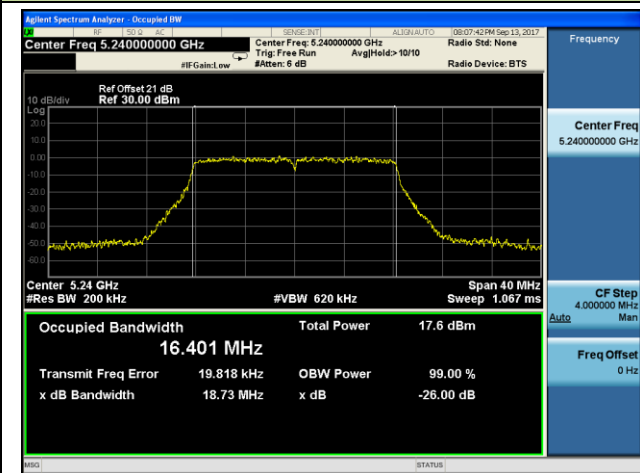 Agilent Spectrum Analyzer - Occupied BW
RF 50 Ω AC SENSE:INT ALIGN AUTO 08:07:42 PM Sep 13, 2017
Center Freq 5.240000000 GHz
Center Freq: 5.240000000 GHz
Radio Std: None
Frequency
Trig: Free Run Avg|Hold:> 10/10
#IFGain:Low
#Atten: 6 dB
Radio Device: BTS
Ref Offset 21 dB
10 dB/div Ref 30.00 dBm
Log
20.0
10.0
0.00
-10.0
-20.0
-30.0
-40.0
-50.0
-60.0
Center Freq
5.240000000 GHz
Center 5.24 GHz
Span 40 MHz
#Res BW 200 kHz
#VBW 620 kHz
Sweep 1.067 ms
CF Step
4.000000 MHz
Auto Man
Occupied Bandwidth
Total Power 17.6 dBm
16.401 MHz
Transmit Freq Error 19.818 kHz
OBW Power 99.00 %
x dB Bandwidth 18.73 MHz
x dB -26.00 dB
Freq Offset
0 Hz
MSG
STATUS